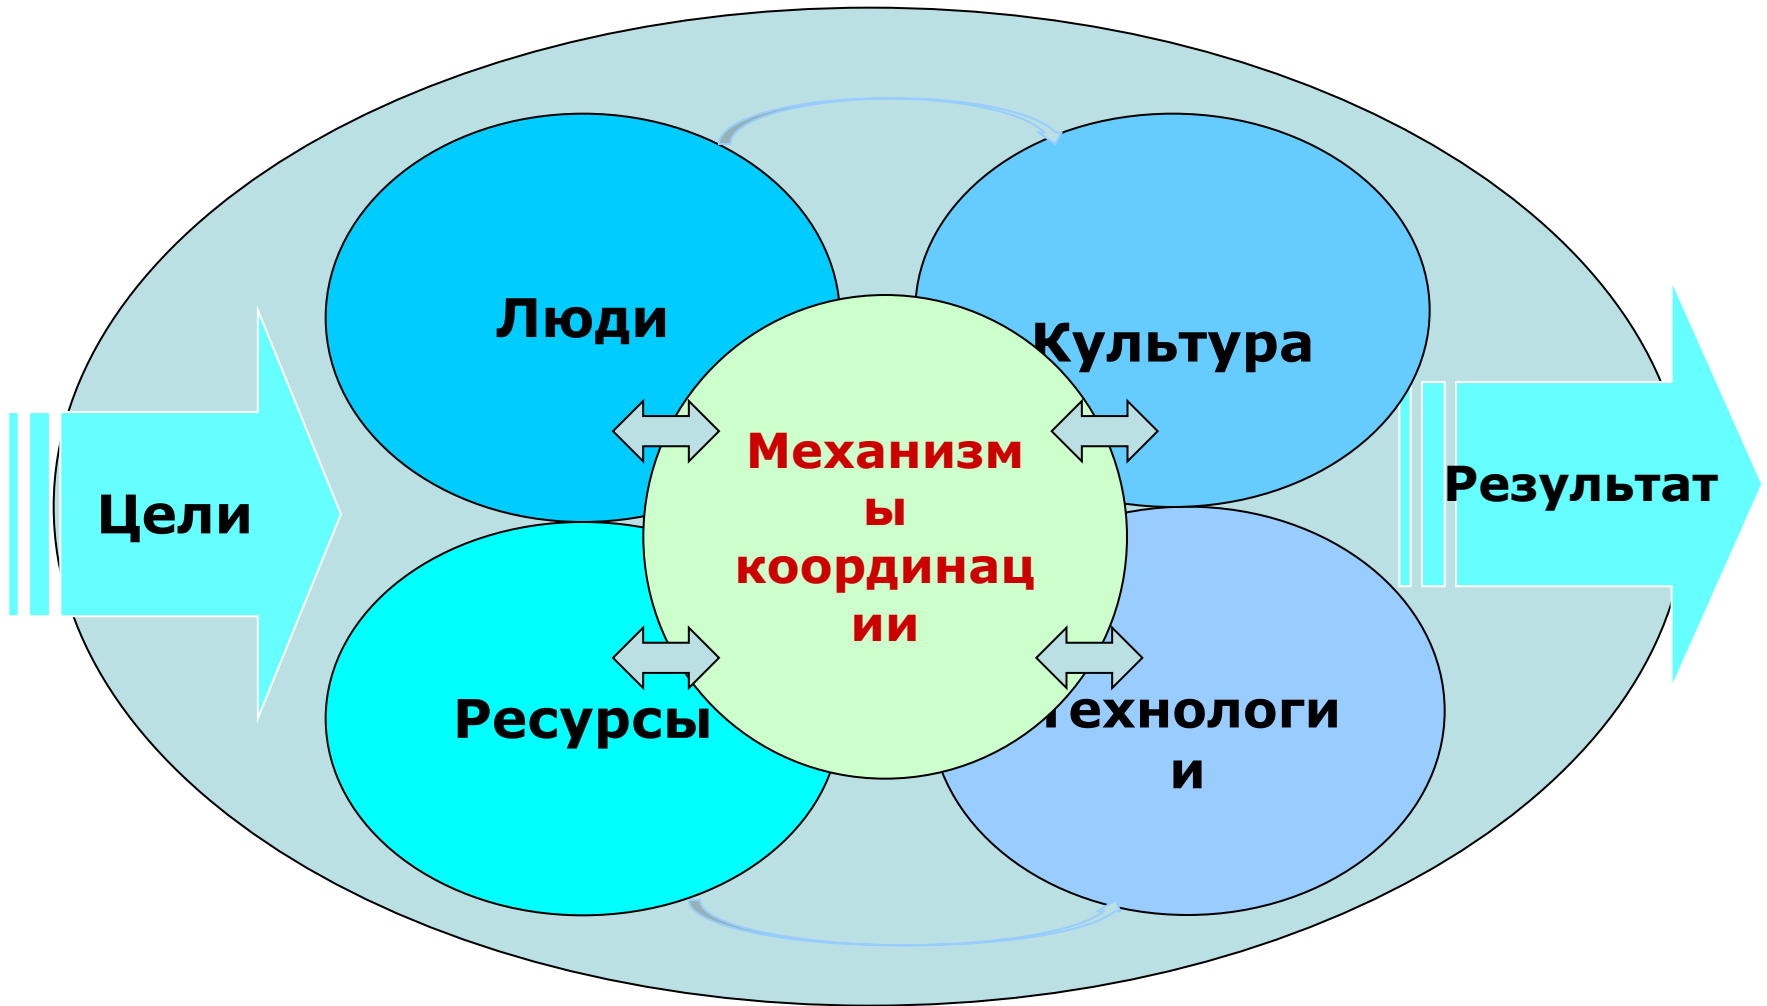 Люди
Культура
Цели
Механизм
ы
координац
ии
Результат
Ресурсы
Технологи
и